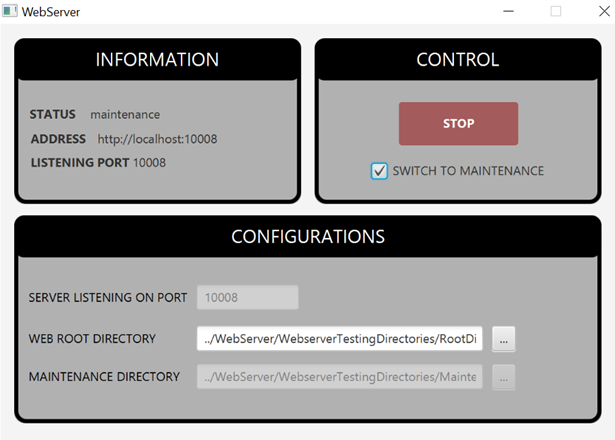 WebServer
INFORMATION
STATUS maintenance
ADDRESS http://localhost:10008
LISTENING PORT 10008
CONTROL
STOP
SWITCH TO MAINTENANCE
CONFIGURATIONS
SERVER LISTENING ON PORT 10008
WEB ROOT DIRECTORY ../WebServer/WebserverTestingDirectories/RootDi ...
MAINTENANCE DIRECTORY ../WebServer/WebserverTestingDirectories/Mainte ...